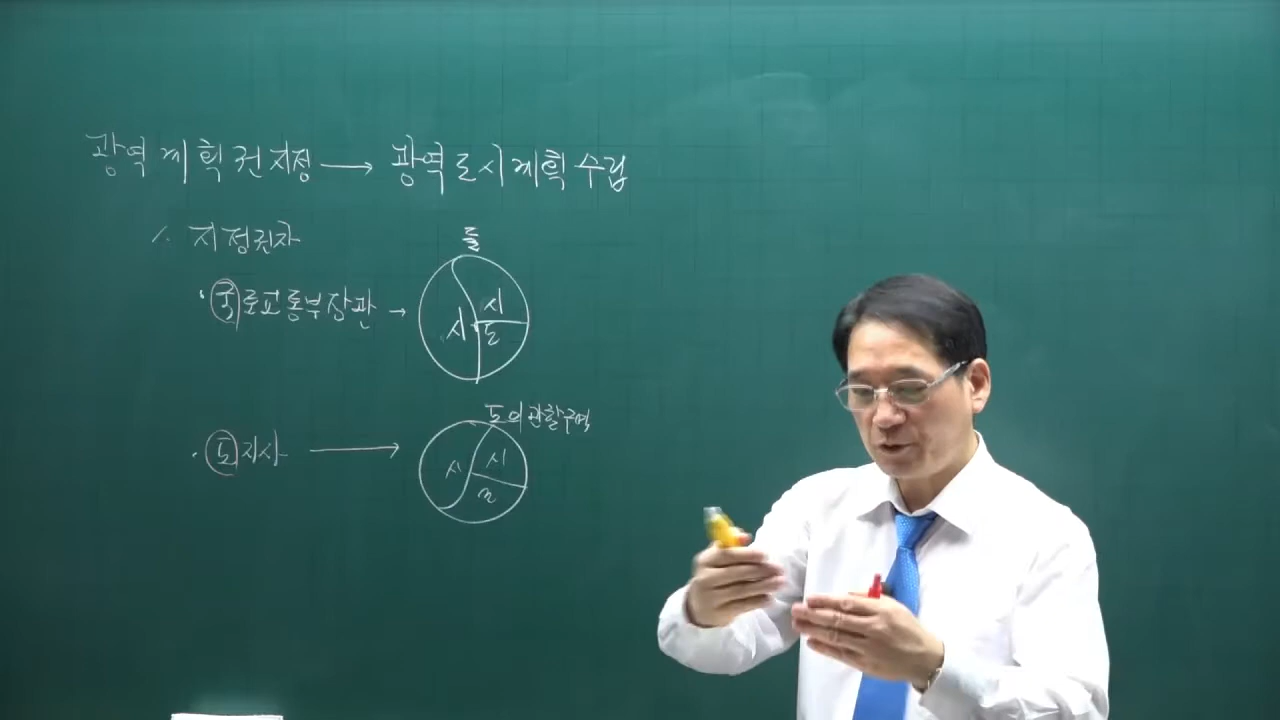 광역계획권 지정 → 광역도시계획 수립
1. 지정권자
· 국토교통부장관 →
시 시
도
· 도지사 →
도의 관할구역
시 시
군